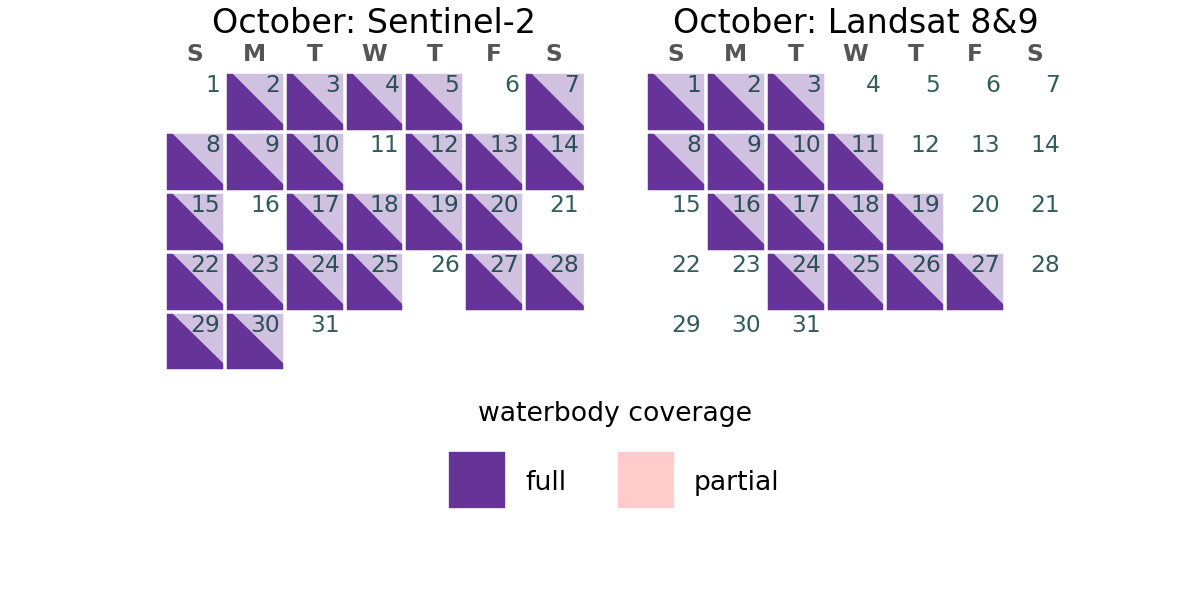 October: Sentinel-2
S M T W T F S
1 2 3 4 5 6 7
8 9 10 11 12 13 14
15 16 17 18 19 20 21
22 23 24 25 26 27 28
29 30 31
October: Landsat 8&9
S M T W T F S
1 2 3 4 5 6 7
8 9 10 11 12 13 14
15 16 17 18 19 20 21
22 23 24 25 26 27 28
29 30 31
waterbody coverage
full partial